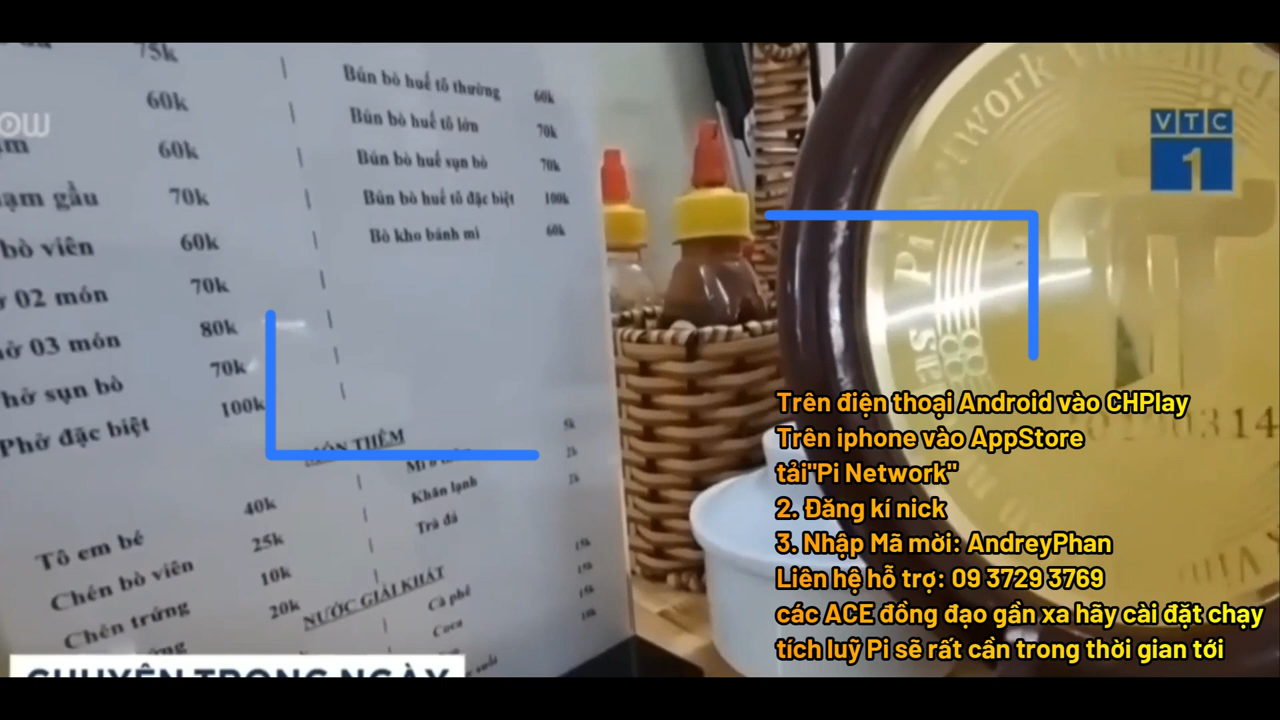 75k
60k
60k
ạm gầu 70k
bò viên 60k
02 món 70k
ở 03 món 80k
hở sụn bò 70k
Phở đặc biệt 100k
Bún bò huế tô thường 60k
Bún bò huế tô lớn 70k
Bún bò huế sụn bò 70k
Bún bò huế tô đặc biệt 100k
Bò kho bánh mì 60k
MÓN THÊM
Khăn lạnh
Trà đá
Tô em bé 40k
Chén bò viên 25k
Chén trứng 10k
20k
NƯỚC GIẢI KHÁT
Cà phê
Coca
VTC
1
Pi Network
Trên điện thoại Android vào CHPlay
Trên iphone vào AppStore
tải"Pi Network"
2. Đăng kí nick
3. Nhập Mã mời: AndreyPhan
Liên hệ hỗ trợ: 09 3729 3769
các ACE đồng đạo gần xa hãy cài đặt chạy
tích luỹ Pi sẽ rất cần trong thời gian tới
CHUYỆN TRONG NGÀY